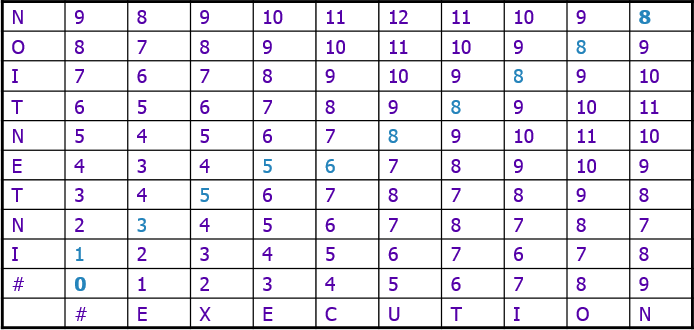 N 9 8 9 10 11 12 11 10 9 8
O 8 7 8 9 10 11 10 9 8 9
I 7 6 7 8 9 10 9 8 9 10
T 6 5 6 7 8 9 8 9 10 11
N 5 4 5 6 7 8 9 10 11 10
E 4 3 4 5 6 7 8 9 10 9
T 3 4 5 6 7 8 7 8 9 8
N 2 3 4 5 6 7 8 7 8 7
I 1 2 3 4 5 6 7 6 7 8
# 0 1 2 3 4 5 6 7 8 9
# E X E C U T I O N